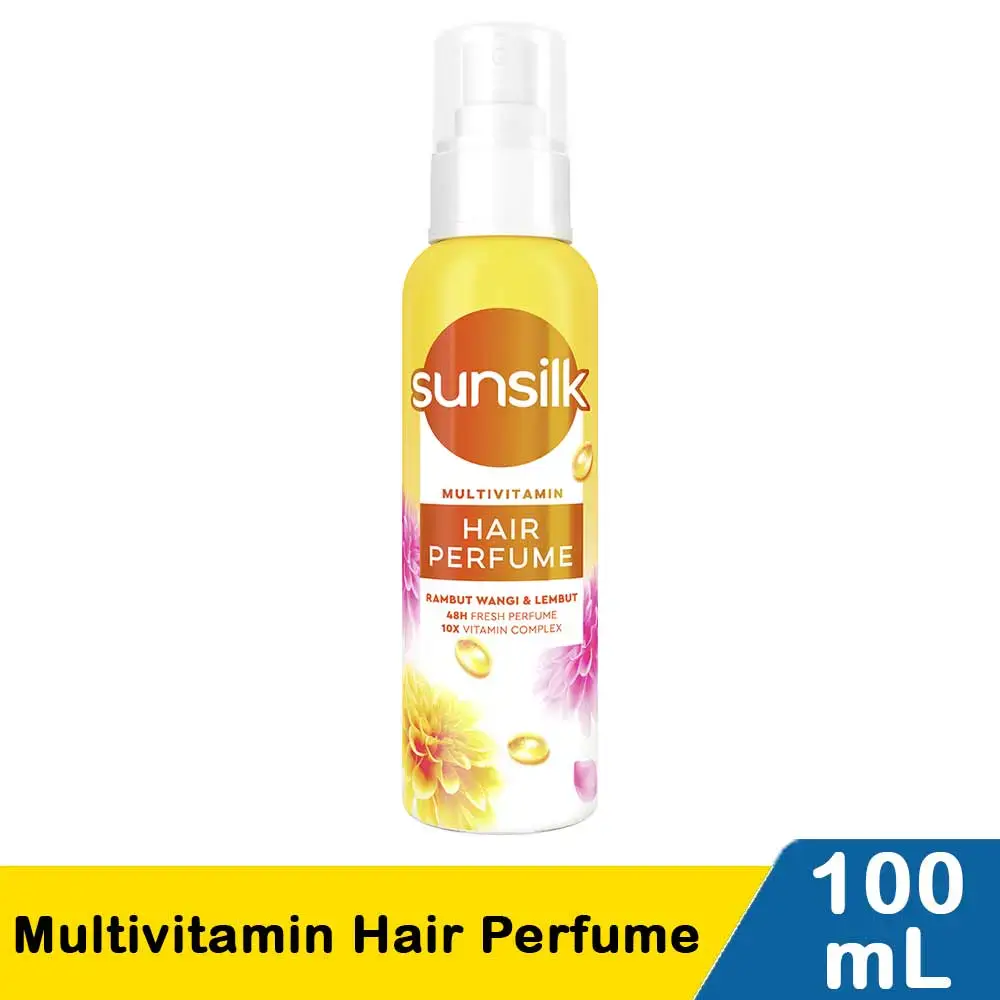 sunsilk
MULTIVITAMIN
HAIR
PERFUME
RAMBUT WANGI & LEMBUT
48H FRESH PERFUME
10X VITAMIN COMPLEX
Multivitamin Hair Perfume
100
mL